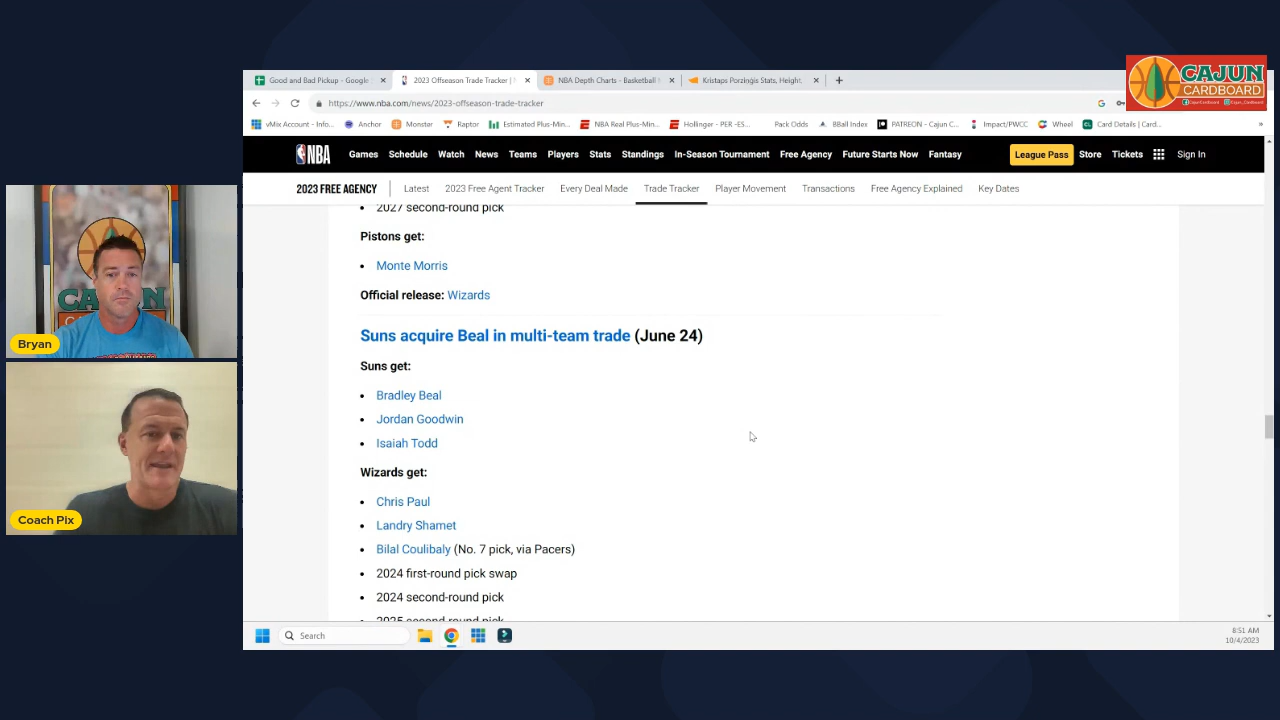 CAJUN
CARDBOARD
Good and Bad Pickup - Google
2023 Offseason Trade Tracker |
NBA Depth Charts - Basketball
Kristaps Porzingis Stats, Height,
https://www.nba.com/news/2023-offseason-trade-tracker
vMix Account - Info... Anchor Monster Raptor Estimated Plus-Min... NBA Real Plus-Min... Hollinger - PER -ES... Pack Odds BBall Index PATREON - Cajun C... Impact/PWCC Wheel Card Details | Card... »
NBA Games Schedule Watch News Teams Players Stats Standings In-Season Tournament Free Agency Future Starts Now Fantasy League Pass Store Tickets Sign In
2023 FREE AGENCY Latest 2023 Free Agent Tracker Every Deal Made Trade Tracker Player Movement Transactions Free Agency Explained Key Dates
• 2027 second-round pick
Pistons get:
• Monte Morris
Official release: Wizards
Suns acquire Beal in multi-team trade (June 24)
Suns get:
• Bradley Beal
• Jordan Goodwin
• Isaiah Todd
Wizards get:
• Chris Paul
• Landry Shamet
• Bilal Coulibaly (No. 7 pick, via Pacers)
• 2024 first-round pick swap
• 2024 second-round pick
2025 second-round pick
Bryan
Coach Pix
Search
8:51 AM
10/4/2023